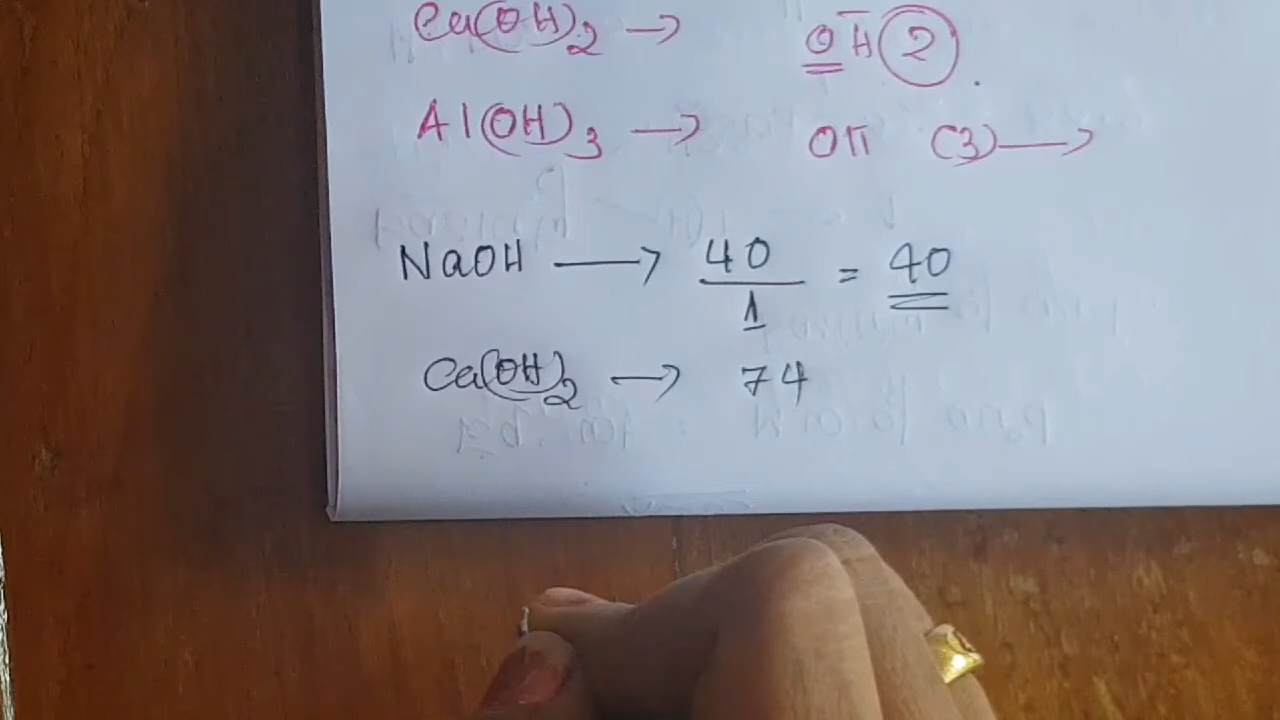 Ca(OH)2 → OH 2
Al(OH)3 → OH (3) →
NaOH → 40/1 = 40
Ca(OH)2 → 74